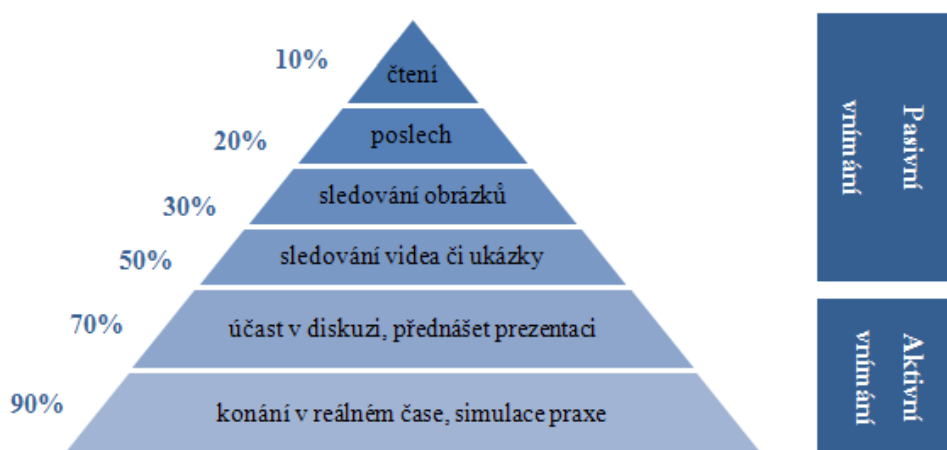 10%
čtení
20%
poslech
30%
sledování obrázků
50%
sledování videa či ukázky
70%
účast v diskuzi, přednášet prezentaci
90%
konání v reálném čase, simulace praxe
Pasivní
vnímání
Aktivní
vnímání